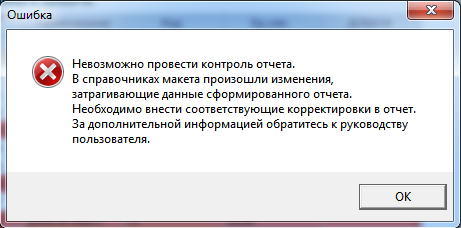 Ошибка
Невозможно провести контроль отчета.
В справочниках макета произошли изменения,
затрагивающие данные сформированного отчета.
Необходимо внести соответствующие корректировки в отчет.
За дополнительной информацией обратитесь к руководству
пользователя.
OK